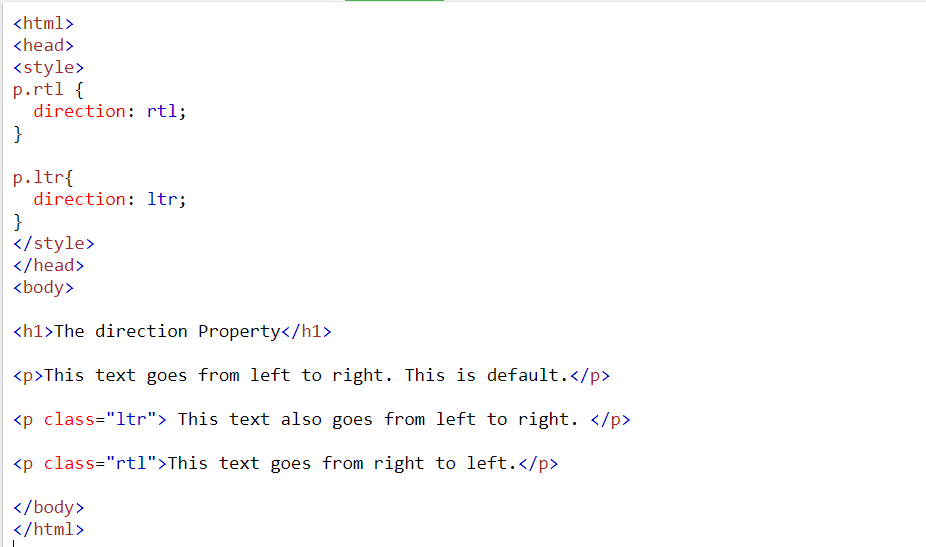 <html>
<head>
<style>
p.rtl {
  direction: rtl;
}

p.ltr{
  direction: ltr;
}
</style>
</head>
<body>

<h1>The direction Property</h1>

<p>This text goes from left to right. This is default.</p>

<p class="ltr"> This text also goes from left to right. </p>

<p class="rtl">This text goes from right to left.</p>

</body>
</html>